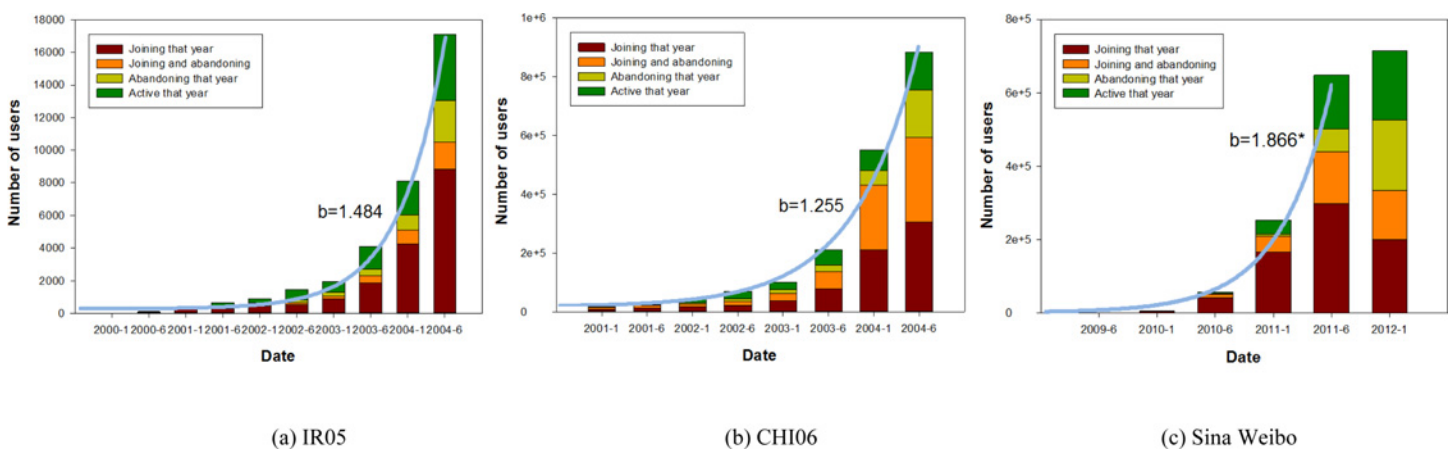 18000
16000
14000
12000
10000
8000
6000
4000
2000
0
Number of users
Joining that year
Joining and abandoning
Abandoning that year
Active that year
b=1.484
2000-1 2000-6 2001-1 2001-6 2002-1 2002-6 2003-1 2003-6 2004-1 2004-6
Date
(a) IR05
1e+6
8e+5
6e+5
4e+5
2e+5
0
Number of users
Joining that year
Joining and abandoning
Abandoning that year
Active that year
b=1.255
2001-1 2001-6 2002-1 2002-6 2003-1 2003-6 2004-1 2004-6
Date
(b) CHI06
8e+5
6e+5
4e+5
2e+5
0
Number of users
Joining that year
Joining and abandoning
Abandoning that year
Active that year
b=1.866*
2009-6 2010-1 2010-6 2011-1 2011-6 2012-1
Date
(c) Sina Weibo